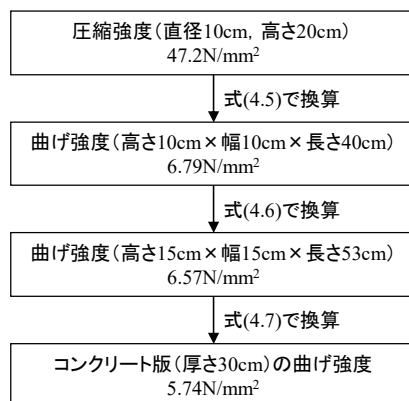 圧縮強度(直径10cm, 高さ20cm)
47.2N/mm²
式(4.5)で換算
曲げ強度(高さ10cm×幅10cm×長さ40cm)
6.79N/mm²
式(4.6)で換算
曲げ強度(高さ15cm×幅15cm×長さ53cm)
6.57N/mm²
式(4.7)で換算
コンクリート版(厚さ30cm)の曲げ強度
5.74N/mm²